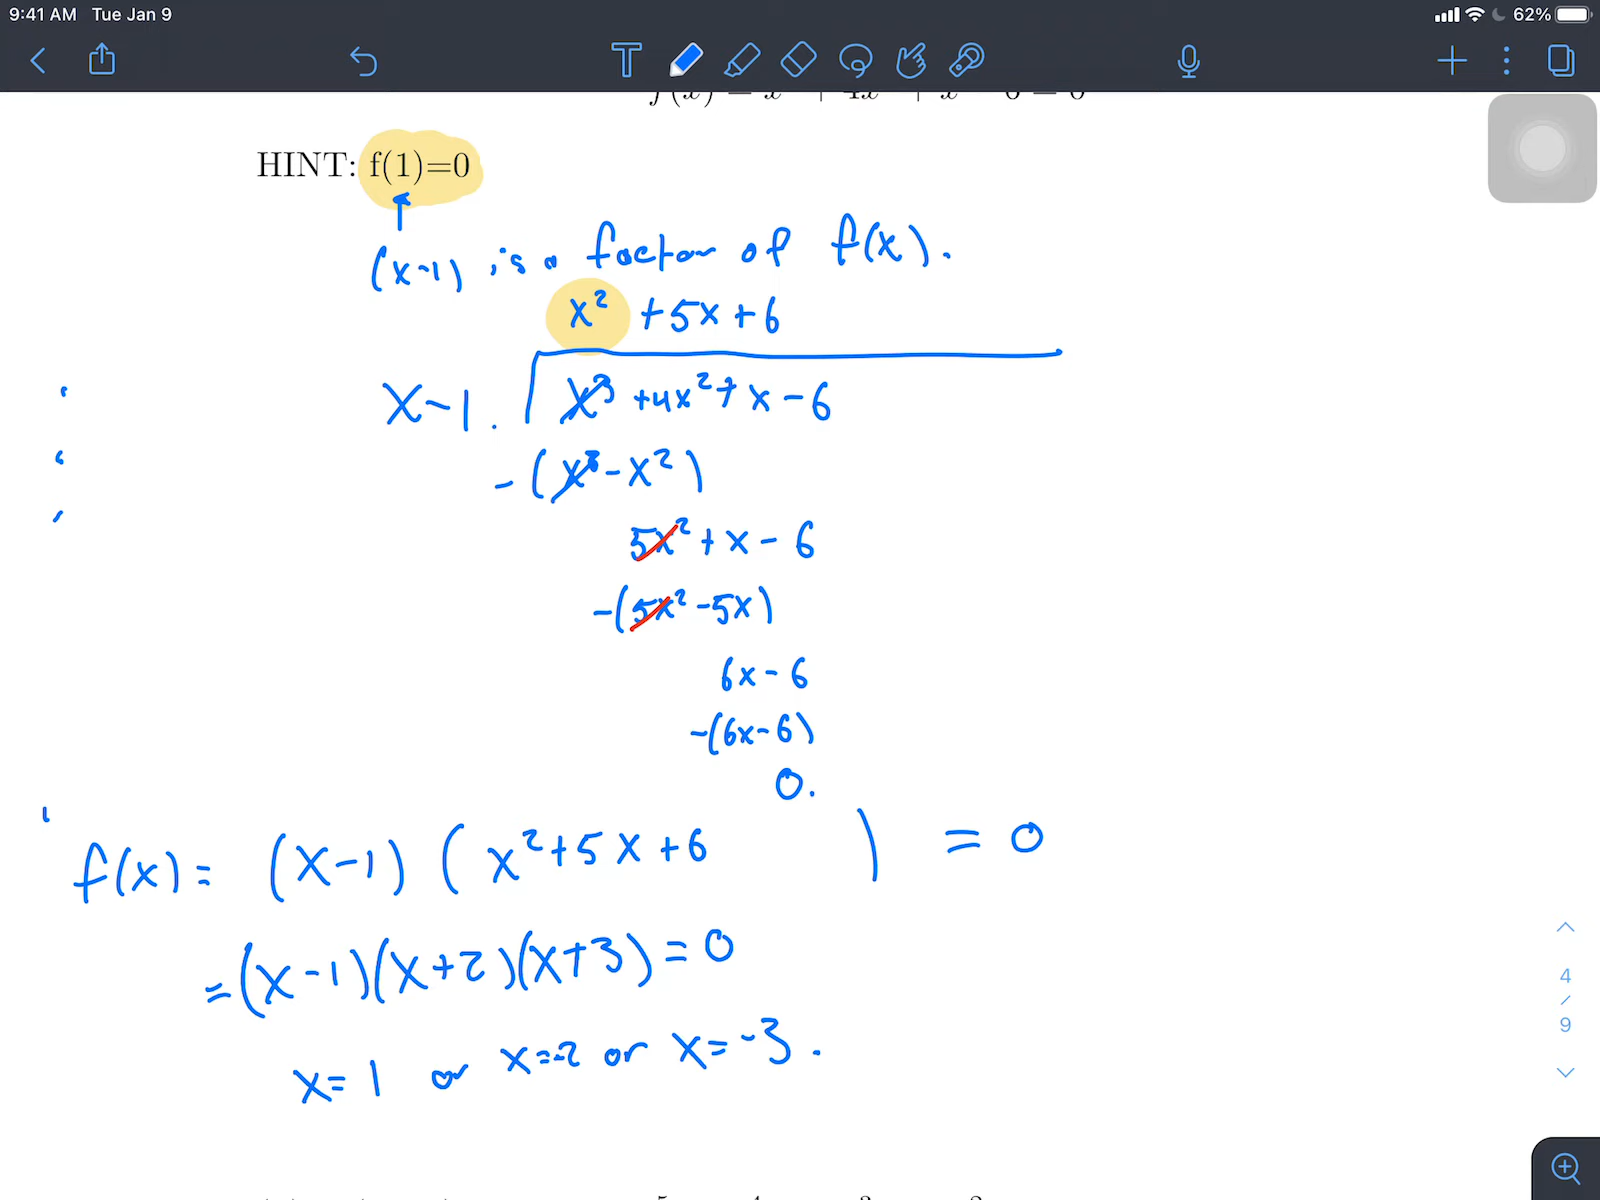 9:41 AM Tue Jan 9
62%
HINT: f(1)=0
(x-1) is a factor of f(x).
x² +5x+6
x-1. x³ +4x²+x-6
-(x³-x²)
5x²+x-6
-(5x²-5x)
6x-6
-(6x-6)
0.
f(x)= (x-1)(x²+5x+6 ) = 0
=(x-1)(x+2)(x+3)=0
x=1 or x=-2 or x=-3.
4
/
9